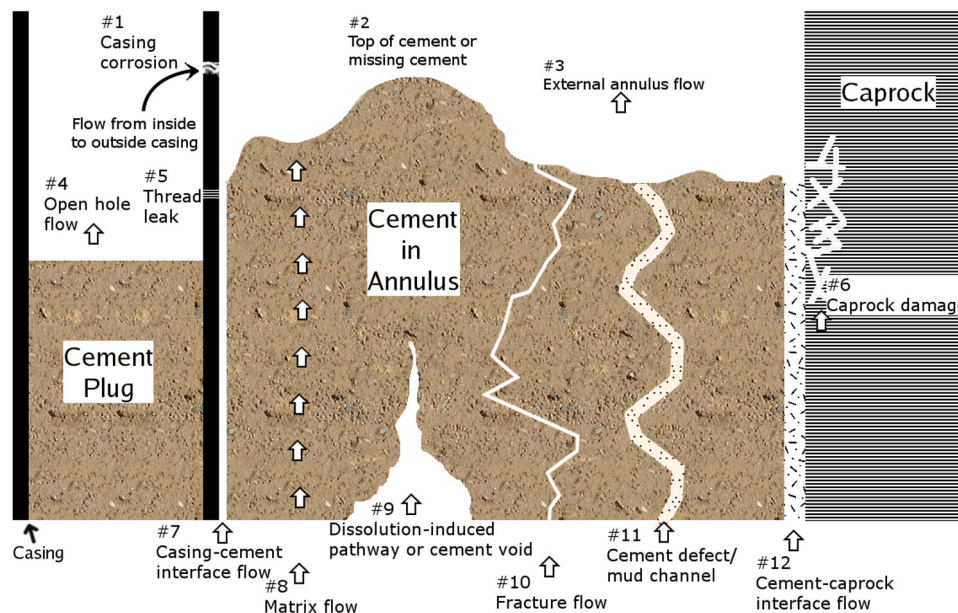 #1
Casing
corrosion
Flow from inside
to outside casing
#2
Top of cement or
missing cement
#3
External annulus flow
Caprock
#4
Open hole
flow
#5
Thread
leak
Cement
in
Annulus
#6
Caprock damage
Cement
Plug
Casing
#7
Casing-cement
interface flow
#8
Matrix flow
#9
Dissolution-induced
pathway or cement void
#10
Fracture flow
#11
Cement defect/
mud channel
#12
Cement-caprock
interface flow